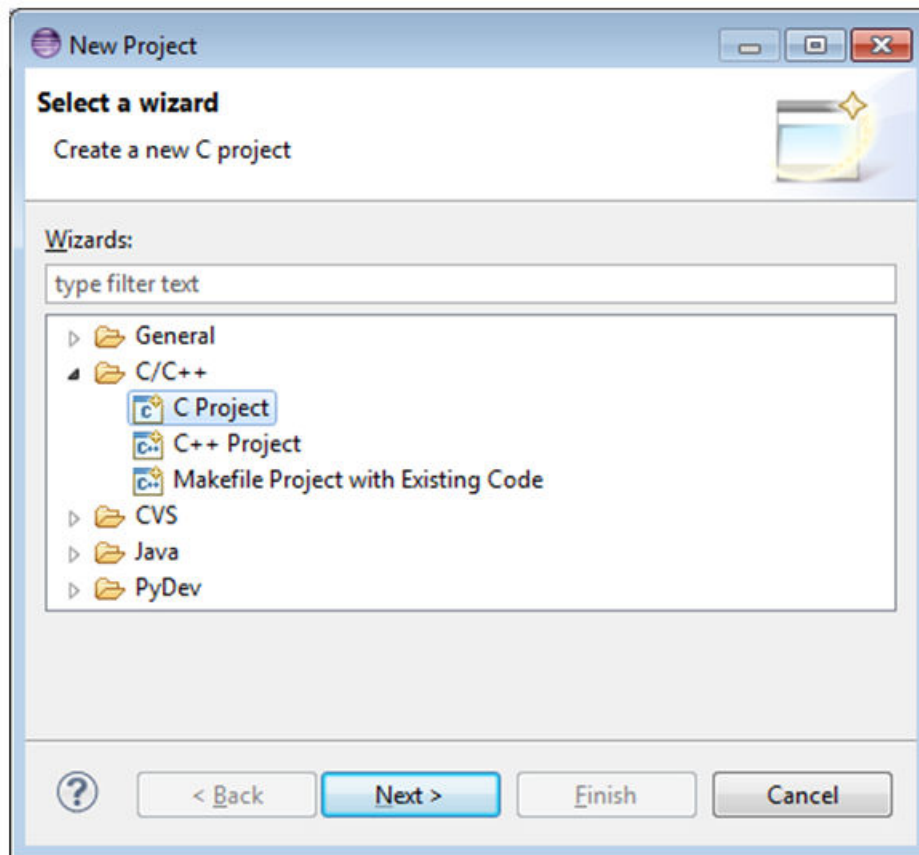 New Project
Select a wizard
Create a new C project
Wizards:
type filter text
General
C/C++
C Project
C++ Project
Makefile Project with Existing Code
CVS
Java
PyDev
< Back Next > Finish Cancel